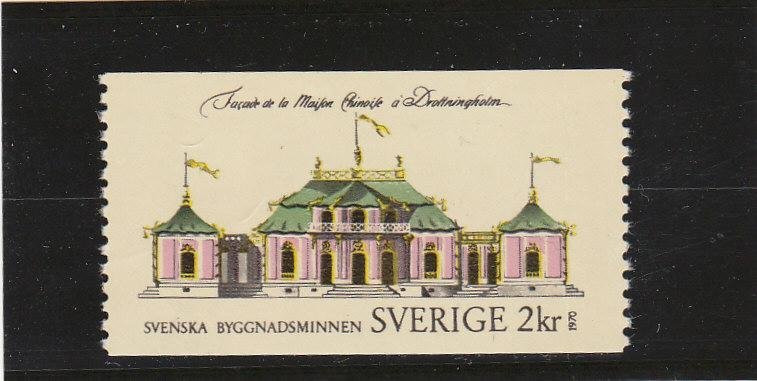 Façade de la Maison Chinoise à Drottningholm
SVENSKA BYGGNADSMINNEN SVERIGE 2kr 1970